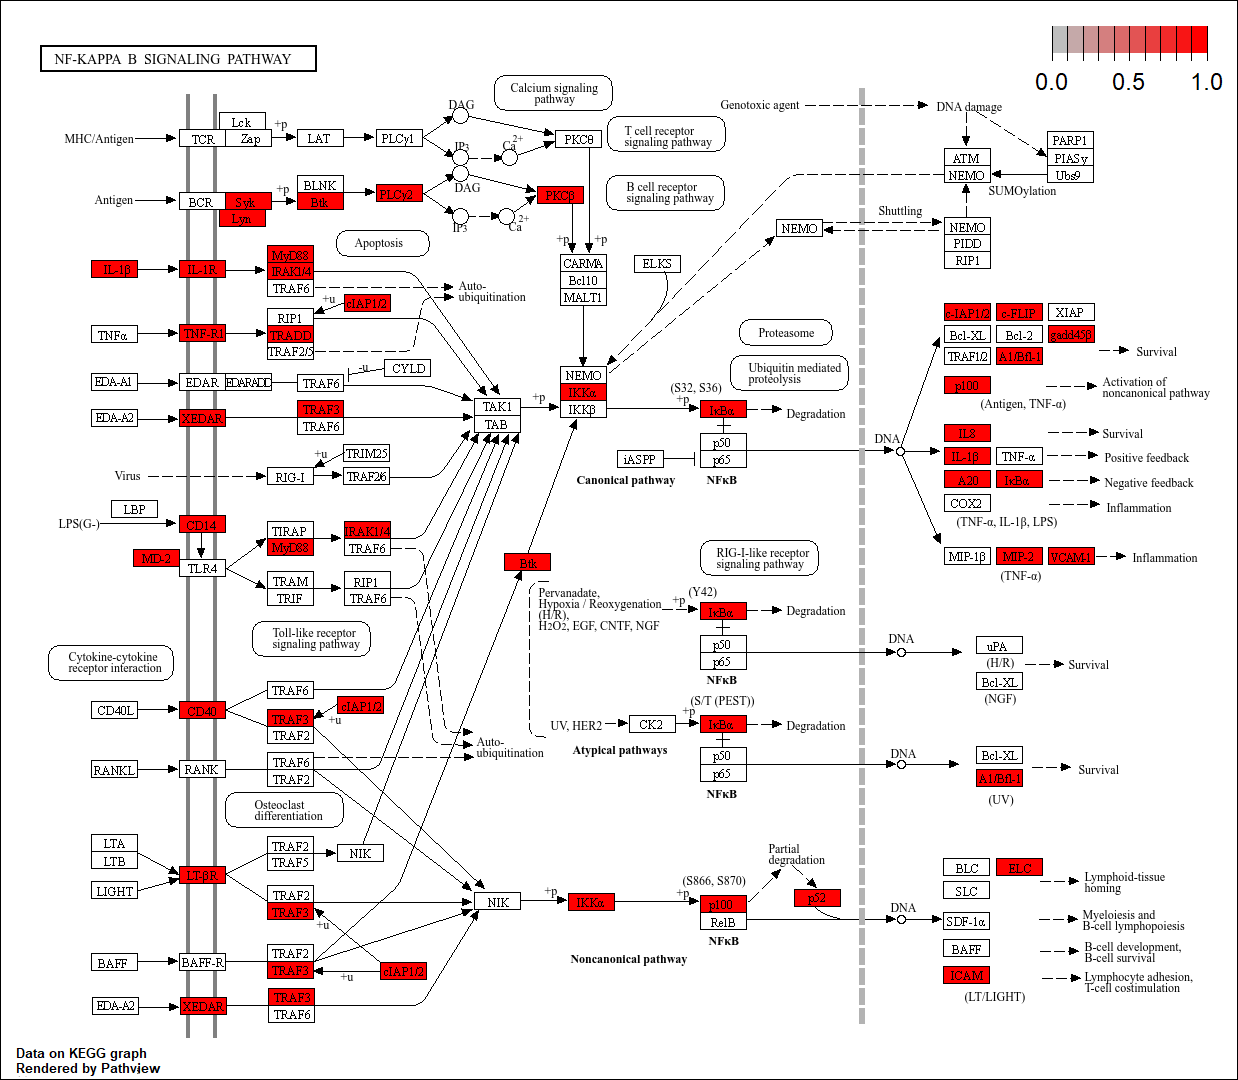 NF-KAPPA B SIGNALING PATHWAY
0.0 0.5 1.0
Calcium signaling
pathway
T cell receptor
signaling pathway
B cell receptor
signaling pathway
MHC/Antigen
TCR
Lck
Zap
+p
LAT
PLCγ1
DAG
IP3
Ca2+
PKCθ
Genotoxic agent
DNA damage
ATM
NEMO
PARP1
PIASγ
Ubs9
SUMOylation
Antigen
BCR
Syk
Lyn
+p
BLNK
Btk
PLCγ2
DAG
IP3
Ca2+
PKCβ
+p
+p
CARMA
Bcl10
MALT1
ELKS
NEMO
Shuttling
NEMO
PIDD
RIP1
Apoptosis
IL-1β
IL-1R
MyD88
IRAK1/4
TRAF6
Auto-
ubiquitination
+u
cIAP1/2
TNFα
TNF-R1
RIP1
TRADD
TRAF2/5
EDA-A1
EDAR
EDARADD
TRAF6
-u
CYLD
EDA-A2
XEDAR
TRAF3
TRAF6
TAK1
TAB
+p
NEMO
IKKα
IKKβ
Proteasome
Ubiquitin mediated
proteolysis
(S32, S36)
+p
IκBα
Degradation
p50
p65
NFκB
iASPP
Canonical pathway
DNA
c-IAP1/2
c-FLIP
XIAP
Bcl-XL
Bcl-2
gadd45β
TRAF1/2
A1/Bfl-1
Survival
p100
Activation of
noncanonical pathway
(Antigen, TNF-α)
IL8
Survival
IL-1β
TNF-α
Positive feedback
A20
IκBα
Negative feedback
COX2
Inflammation
(TNF-α, IL-1β, LPS)
MIP-1β
MIP-2
VCAM-1
Inflammation
(TNF-α)
Virus
RIG-I
+u
TRIM25
TRAF2/6
LBP
LPS(G-)
CD14
MD-2
TLR4
TIRAP
MyD88
IRAK1/4
TRAF6
TRAM
TRIF
RIP1
TRAF6
Btk
RIG-I-like receptor
signaling pathway
Toll-like receptor
signaling pathway
Cytokine-cytokine
receptor interaction
Pervanadate,
Hypoxia / Reoxygenation
(H/R),
H2O2, EGF, CNTF, NGF
(Y42)
+p
IκBα
Degradation
p50
p65
NFκB
DNA
uPA
(H/R)
Bcl-XL
(NGF)
Survival
CD40L
CD40
TRAF6
TRAF3
TRAF2
cIAP1/2
+u
Auto-
ubiquitination
RANKL
RANK
TRAF6
TRAF2
UV, HER2
CK2
+p
(S/T (PEST))
IκBα
Degradation
p50
p65
NFκB
Atypical pathways
DNA
Bcl-XL
A1/Bfl-1
(UV)
Survival
Osteoclast
differentiation
LTA
LTB
LIGHT
LT-βR
TRAF2
TRAF5
NIK
TRAF2
TRAF3
+u
NIK
+p
IKKα
+p
(S866, S870)
p100
RelB
NFκB
Partial
degradation
p52
DNA
Noncanonical pathway
BLC
ELC
SLC
Lymphoid-tissue
homing
SDF-1α
Myeloiesis and
B-cell lymphopoiesis
BAFF
B-cell development,
B-cell survival
ICAM
Lymphocyte adhesion,
T-cell costimulation
(LT/LIGHT)
BAFF
BAFF-R
TRAF2
TRAF3
+u
cIAP1/2
EDA-A2
XEDAR
TRAF3
TRAF6
Data on KEGG graph
Rendered by Pathview